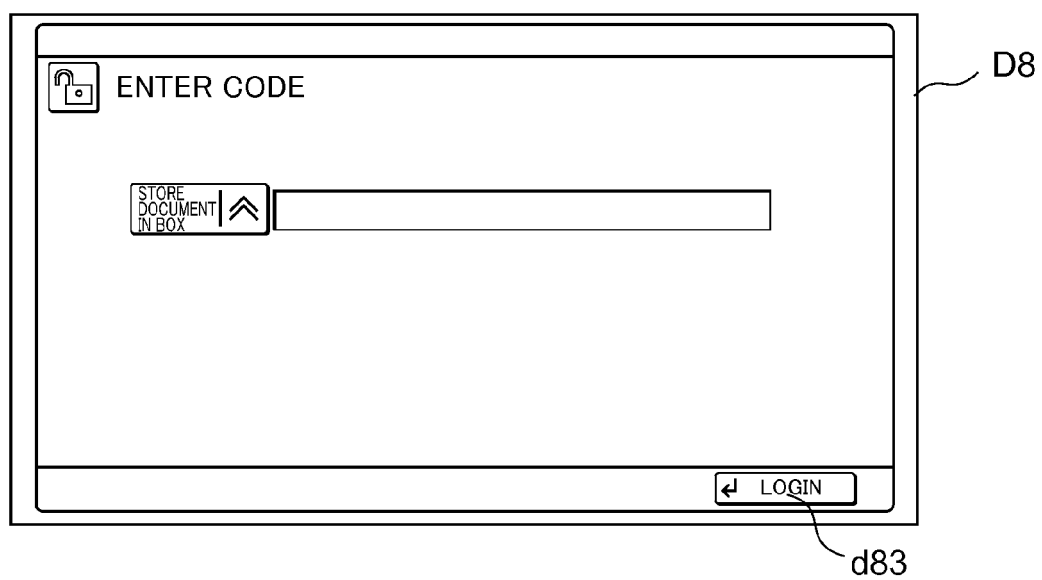 D8
ENTER CODE
STORE
DOCUMENT
IN BOX
LOGIN
d83